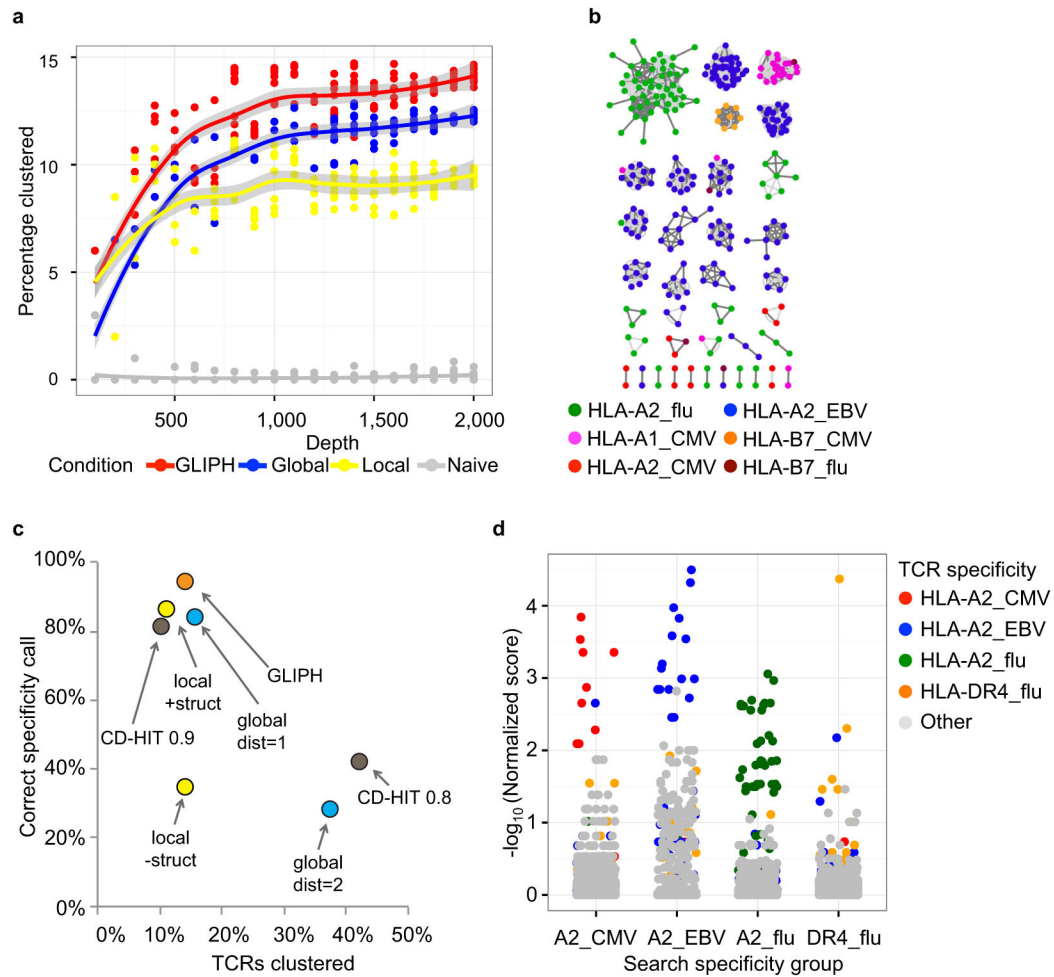 a
15
10
5
0
Percentage clustered
500
1,000
1,500
2,000
Depth
Condition
GLIPH
Global
Local
Naive
b
HLA-A2_flu
HLA-A2_EBV
HLA-A1_CMV
HLA-B7_CMV
HLA-A2_CMV
HLA-B7_flu
c
100%
80%
60%
40%
20%
0%
Correct specificity call
GLIPH
local
+struct
global
dist=1
CD-HIT 0.9
CD-HIT 0.8
local
-struct
global
dist=2
0%
10%
20%
30%
40%
50%
TCRs clustered
d
4
3
2
1
0
-log10 (Normalized score)
A2_CMV
A2_EBV
A2_flu
DR4_flu
Search specificity group
TCR specificity
HLA-A2_CMV
HLA-A2_EBV
HLA-A2_flu
HLA-DR4_flu
Other